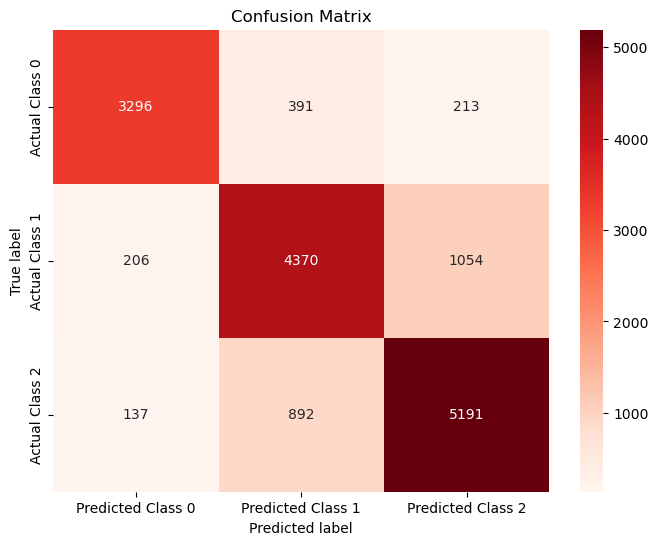 Confusion Matrix
True label
Actual Class 0
3296 391 213
Actual Class 1
206 4370 1054
Actual Class 2
137 892 5191
Predicted Class 0 Predicted Class 1 Predicted Class 2
Predicted label
5000
4000
3000
2000
1000